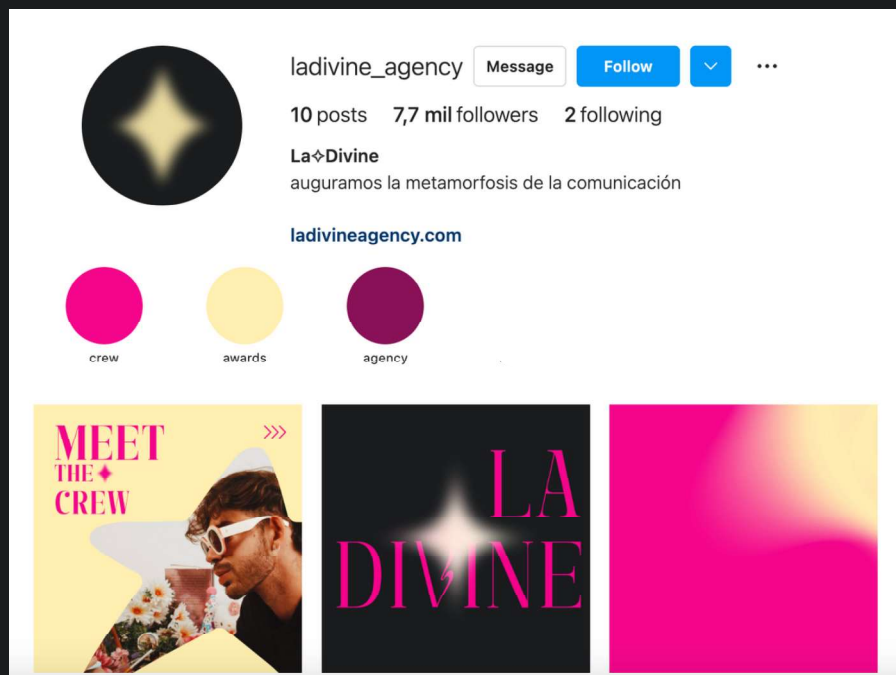 ladivine_agency Message Follow
10 posts 7,7 mil followers 2 following
La✧Divine
auguramos la metamorfosis de la comunicación
ladivineagency.com
crew awards agency
MEET
THE
CREW
LA
DIVINE